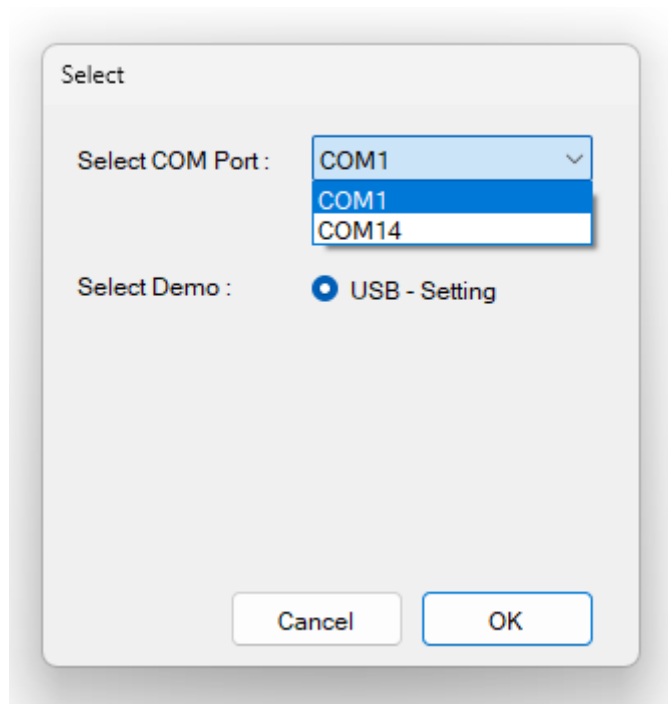 Select
Select COM Port : COM1
COM1
COM14
Select Demo : USB - Setting
Cancel OK